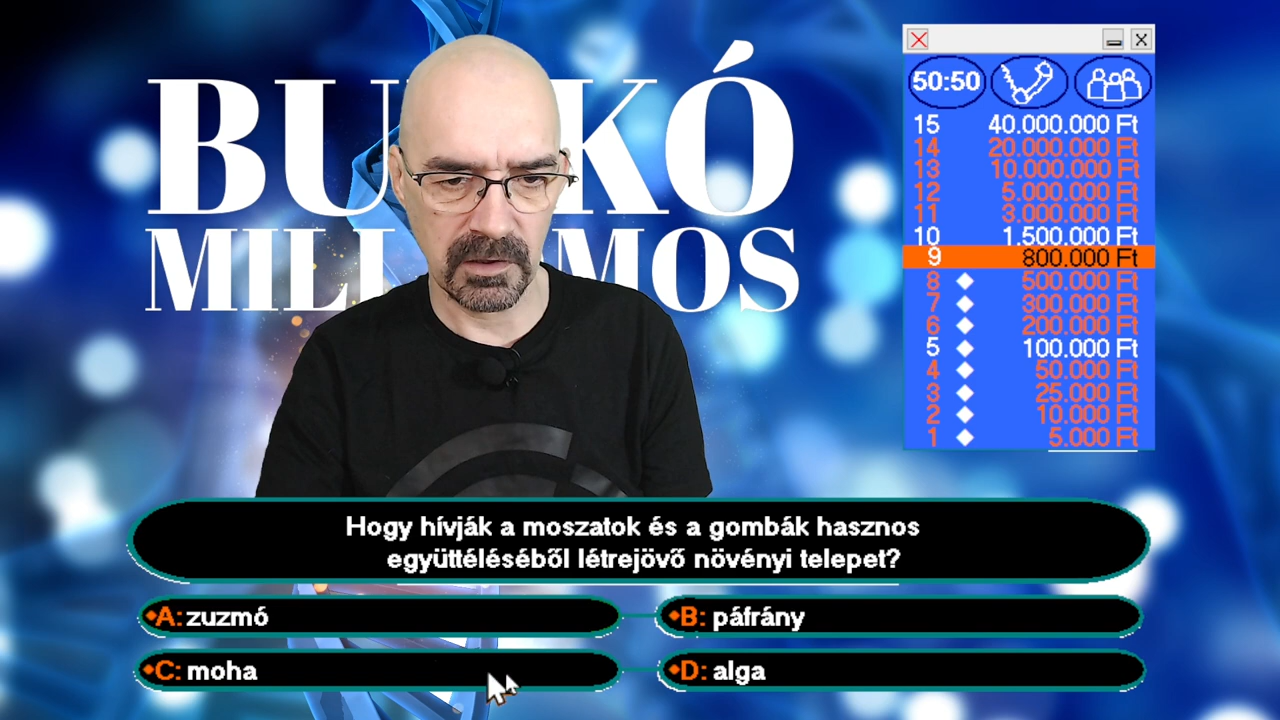 BU KÓ
MILL MOS
50:50
15 40.000.000 Ft
14 20.000.000 Ft
13 10.000.000 Ft
12 5.000.000 Ft
11 3.000.000 Ft
10 1.500.000 Ft
9 800.000 Ft
8 500.000 Ft
7 300.000 Ft
6 200.000 Ft
5 100.000 Ft
4 50.000 Ft
3 25.000 Ft
2 10.000 Ft
1 5.000 Ft
Hogy hívják a moszatok és a gombák hasznos
együttélésébõl létrejövõ növényi telepet?
A: zuzmó
B: páfrány
C: moha
D: alga